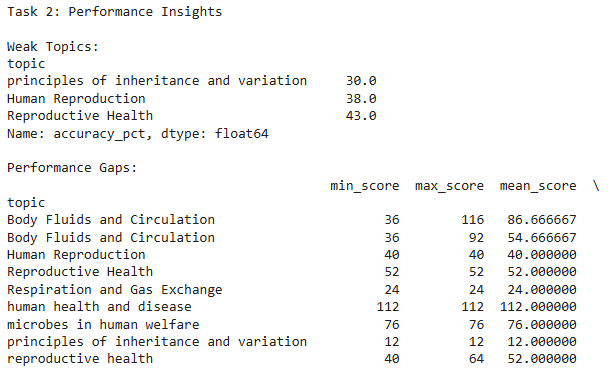 Task 2: Performance Insights
Weak Topics:
topic
principles of inheritance and variation 30.0
Human Reproduction 38.0
Reproductive Health 43.0
Name: accuracy_pct, dtype: float64
Performance Gaps:
min_score max_score mean_score \
topic
Body Fluids and Circulation 36 116 86.666667
Body Fluids and Circulation 36 92 54.666667
Human Reproduction 40 40 40.000000
Reproductive Health 52 52 52.000000
Respiration and Gas Exchange 24 24 24.000000
human health and disease 112 112 112.000000
microbes in human welfare 76 76 76.000000
principles of inheritance and variation 12 12 12.000000
reproductive health 40 64 52.000000